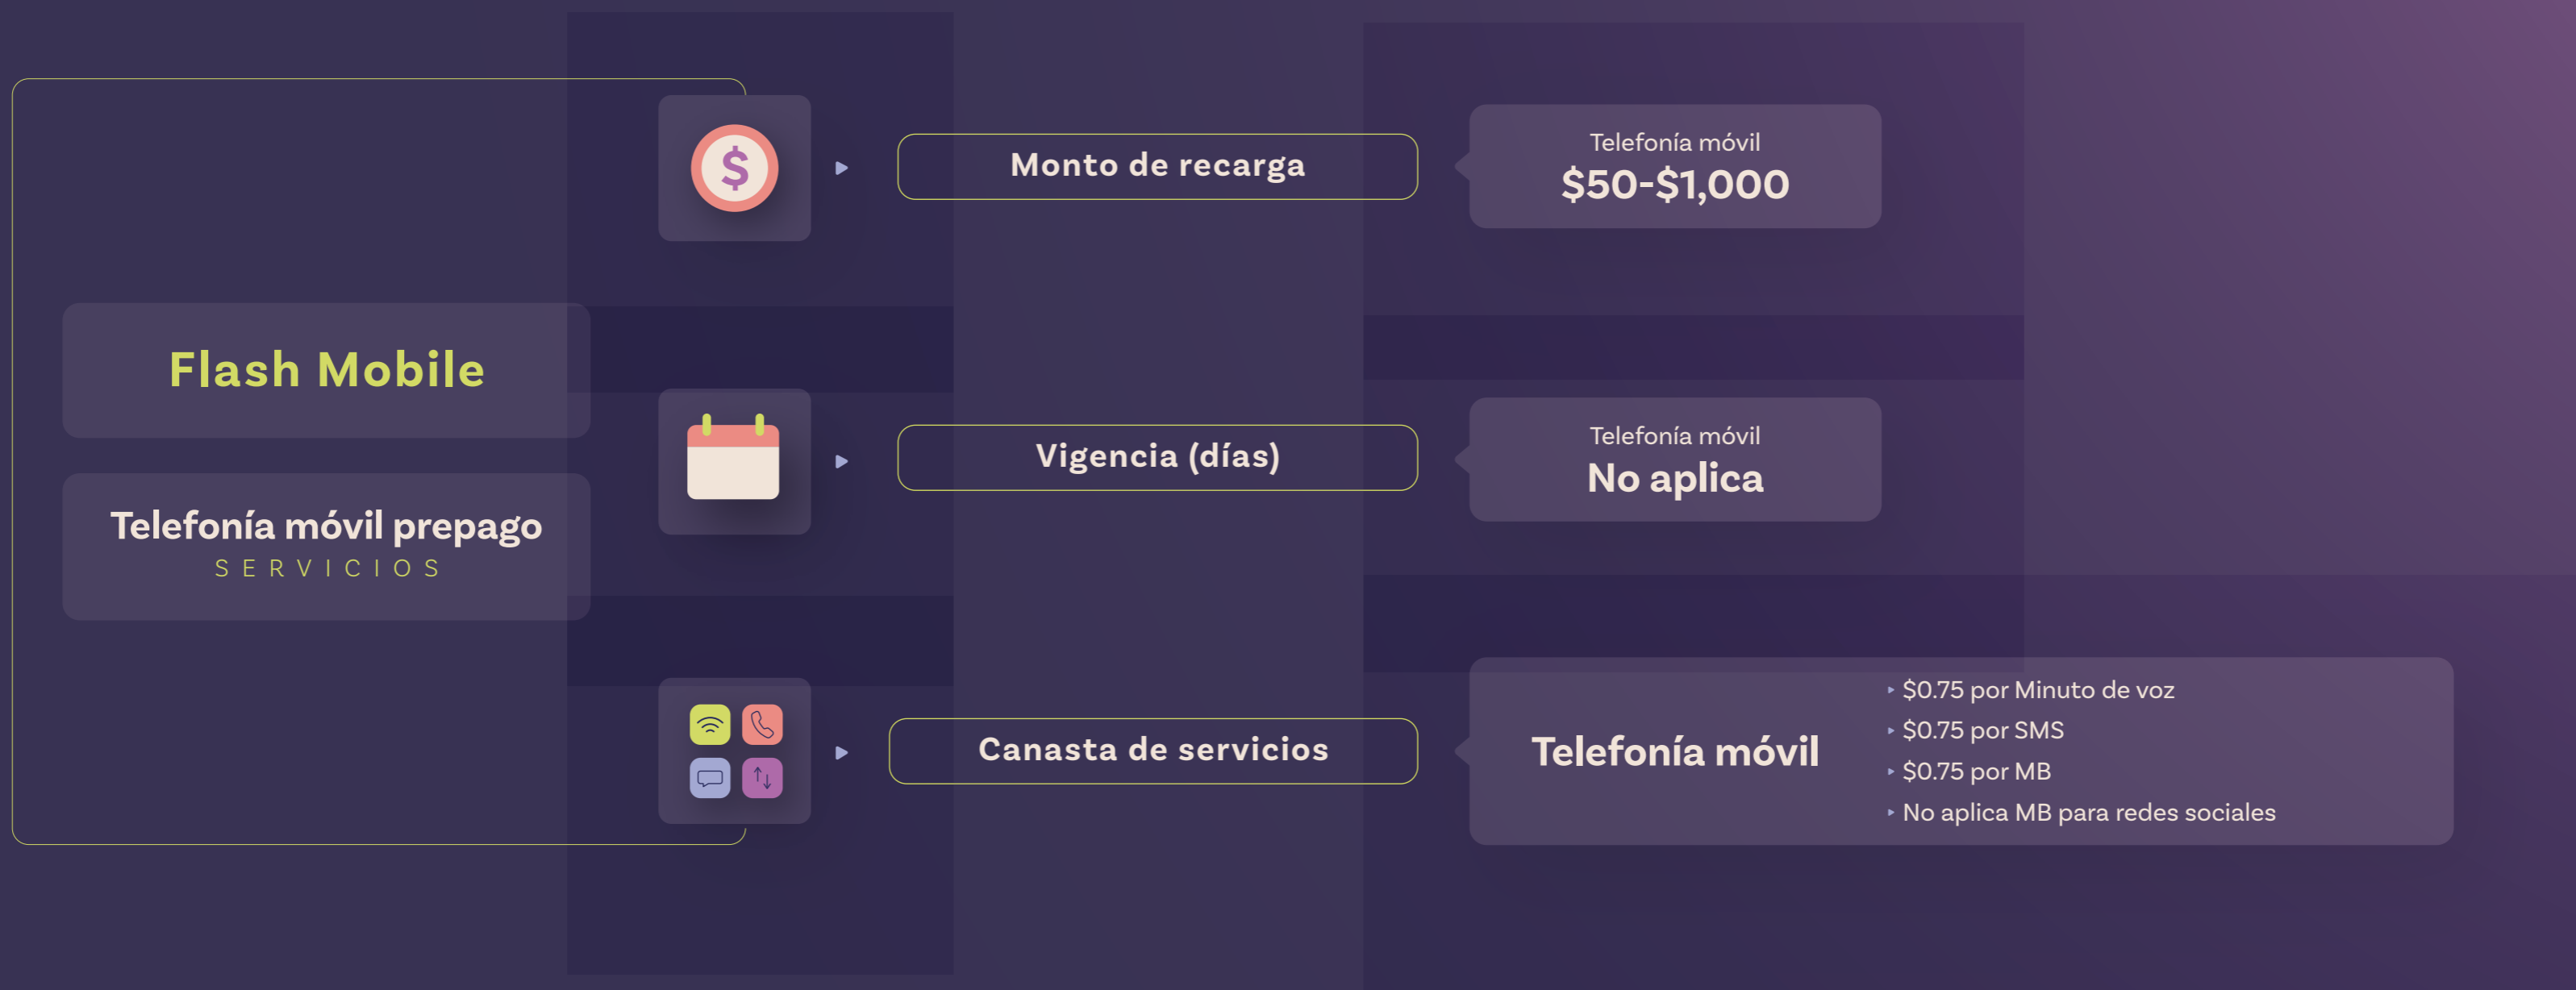 Flash Mobile
Telefonía móvil prepago
SERVICIOS
$
Monto de recarga
Telefonía móvil
$50-$1,000
Vigencia (días)
Telefonía móvil
No aplica
Canasta de servicios
Telefonía móvil
$0.75 por Minuto de voz
$0.75 por SMS
$0.75 por MB
No aplica MB para redes sociales